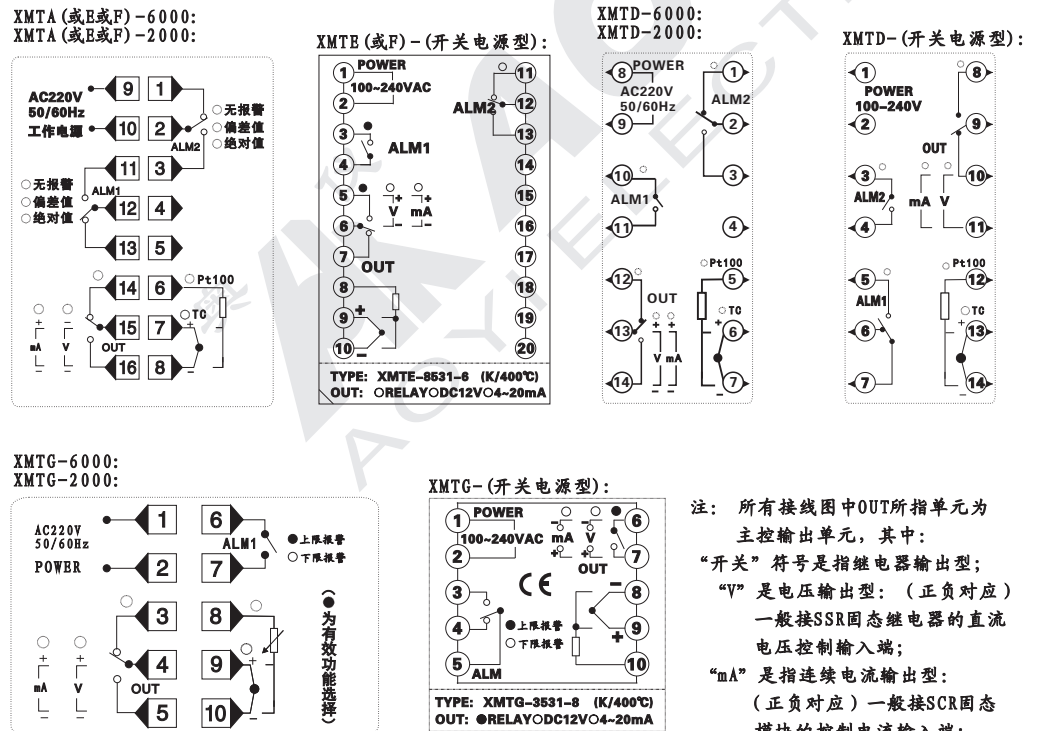 XMTA(或E或F)-6000:
XMTA(或E或F)-2000:
AC220V
50/60Hz
工作电源
9 1
10 2
11 3
12 4
13 5
14 6
15 7
16 8
ALM2
○无报警
○偏差值
○绝对值
○无报警
○偏差值
○绝对值
ALM1
Pt100
TC
+
−
OUT
+ −
mA V
− −
XMTE(或F)-(开关电源型):
1 POWER
100~240VAC
2
3
4
ALM1
5
6
7
OUT
8
9 +
10 −
+ +
V mA
− −
11
ALM2 12
13
14
15
16
17
18
19
20
TYPE: XMTE-8531-6 (K/400℃)
OUT: ○RELAY○DC12V○4~20mA
XMTD-6000:
XMTD-2000:
8 POWER
AC220V
50/60Hz
9
1
ALM2
2
3
4
10
ALM1
11
12
OUT
13
14
+ +
V mA
− −
Pt100
5
TC
+ 6
− 7
XMTD-(开关电源型):
1
POWER
100~240V
2
3
ALM2
4
5
ALM1
6
7
8
9
OUT
10
mA V
11
Pt100
12
TC
+ 13
− 14
XMTG-6000:
XMTG-2000:
AC220V
50/60Hz
POWER
1 6
2 7
3 8
4 9
5 10
ALM1
●上限报警
○下限报警
+ +
mA V
− −
OUT
+
−
(●为有效功能选择)
XMTG-(开关电源型):
1 POWER
100~240VAC
2
3
4
5 ALM
− −
mA V
+ +
OUT
6
7
8 −
9 +
10
CE
●上限报警
○下限报警
TYPE: XMTG-3531-8 (K/400℃)
OUT: ●RELAY○DC12V○4~20mA
注: 所有接线图中OUT所指单元为
主控输出单元，其中:
“开关”符号是指继电器输出型;
“V”是电压输出型: (正负对应)
一般接SSR固态继电器的直流
电压控制输入端;
“mA”是指连续电流输出型:
(正负对应)一般接SCR固态
模块的控制电流输入端;